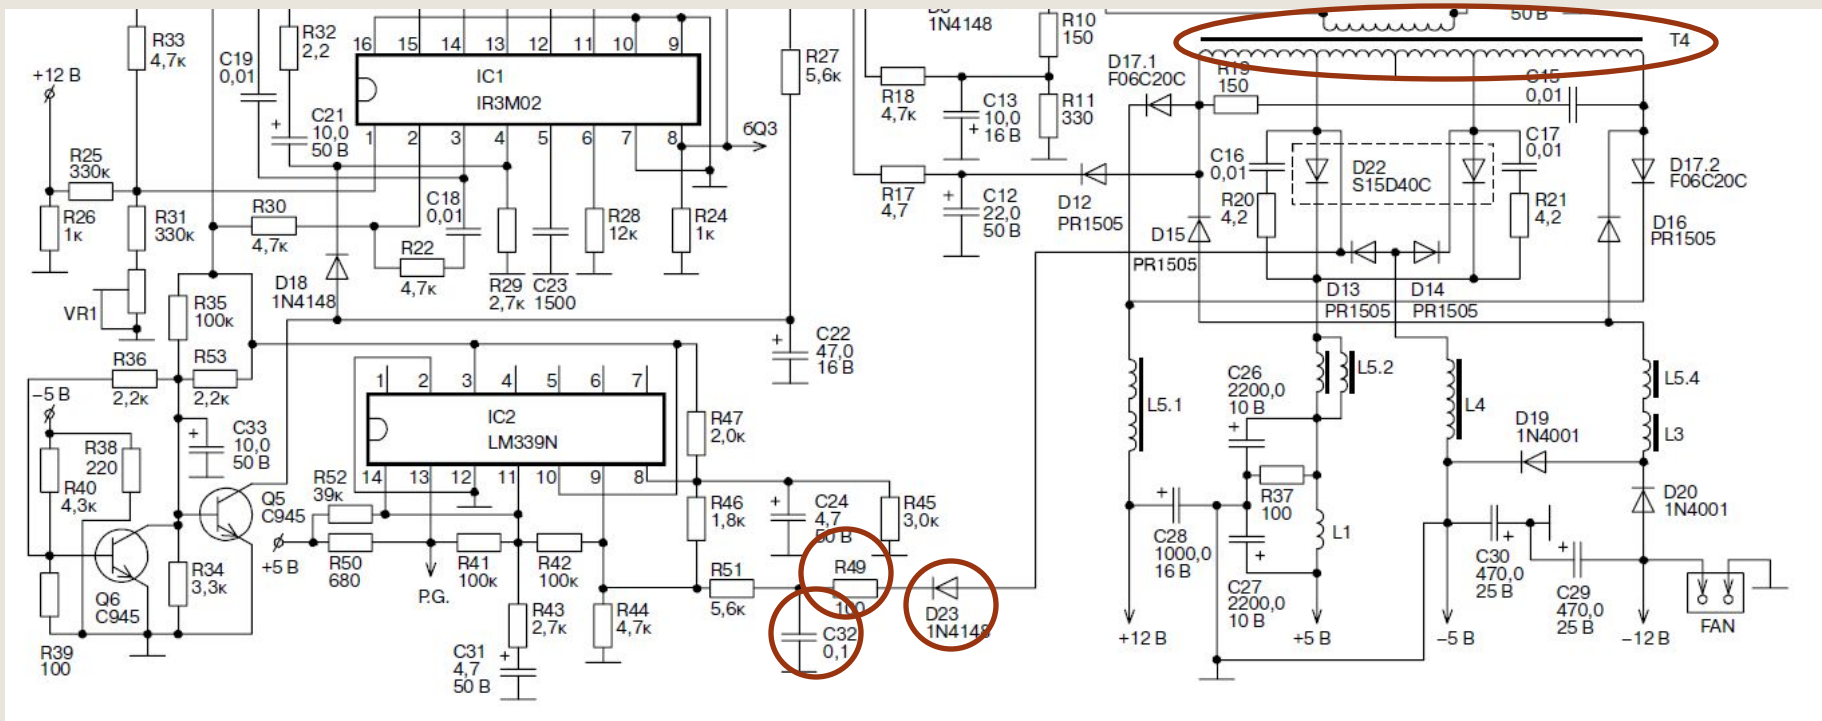 50 В
1N4148
R10
150
T4
R33
4,7к
R32
2,2
C19
0,01
+12 В
16 15 14 13 12 11 10 9
IC1
IR3M02
1 2 3 4 5 6 7 8
R27
5,6к
C21
10,0
50 В
+
6Q3
R18
4,7к
C13
10,0
16 В
+
R11
330
D17.1
F06C20C
R19
150
C15
0,01
C17
0,01
C16
0,01
D22
S15D40C
D17.2
F06C20C
R25
330к
R26
1к
R31
330к
R30
4,7к
C18
0,01
R22
4,7к
R28
12к
R24
1к
R17
4,7
+
C12
22,0
50 В
D12
PR1505
R20
4,2
R21
4,2
D15
PR1505
D16
PR1505
D18
1N4148
R29
2,7к
C23
1500
D13
PR1505
D14
PR1505
VR1
R35
100к
+
C22
47,0
16 В
R36
2,2к
R53
2,2к
–5 В
1 2 3 4 5 6 7
IC2
LM339N
14 13 12 11 10 9 8
R47
2,0к
L5.1
C26
2200,0
10 В
+
L5.2
L4
L5.4
L3
D19
1N4001
R38
220
R40
4,3к
+
C33
10,0
50 В
R52
39к
Q5
C945
R46
1,8к
+
C24
4,7
50 В
R45
3,0к
+
C28
1000,0
16 В
R37
100
L1
D20
1N4001
+5 В
R50
680
R41
100к
R42
100к
P.G.
R34
3,3к
Q6
C945
R39
100
R43
2,7к
R44
4,7к
C31
4,7
50 В
+
R51
5,6к
R49
100
C32
0,1
D23
1N4148
+
C27
2200,0
10 В
+
C30
470,0
25 В
+
C29
470,0
25 В
FAN
+12 В
+5 В
–5 В
–12 В